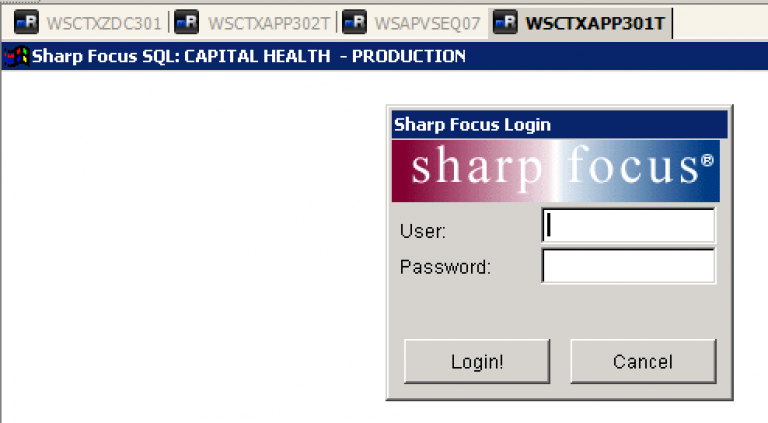 WSCTXZDC301 WSCTXAPP302T WSAPVSEQ07 WSCTXAPP301T
Sharp Focus SQL: CAPITAL HEALTH - PRODUCTION
Sharp Focus Login
sharp focus®
User:
Password:
Login! Cancel